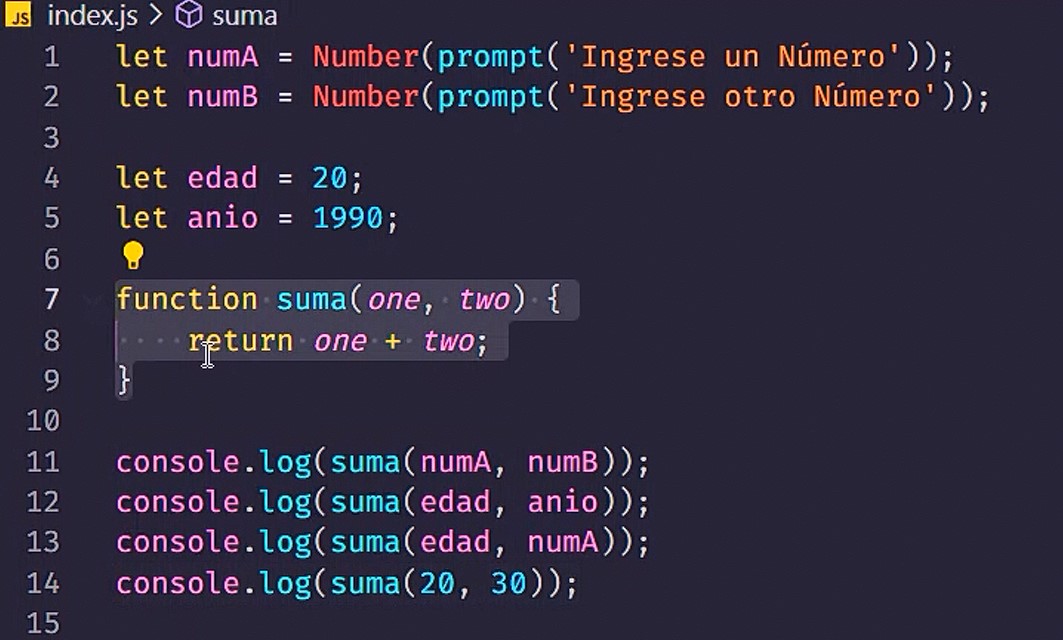 JS index.js > suma
1 let numA = Number(prompt('Ingrese un Número'));
2 let numB = Number(prompt('Ingrese otro Número'));
3
4 let edad = 20;
5 let anio = 1990;
6
7 function suma(one, two) {
8     return one + two;
9 }
10
11 console.log(suma(numA, numB));
12 console.log(suma(edad, anio));
13 console.log(suma(edad, numA));
14 console.log(suma(20, 30));
15